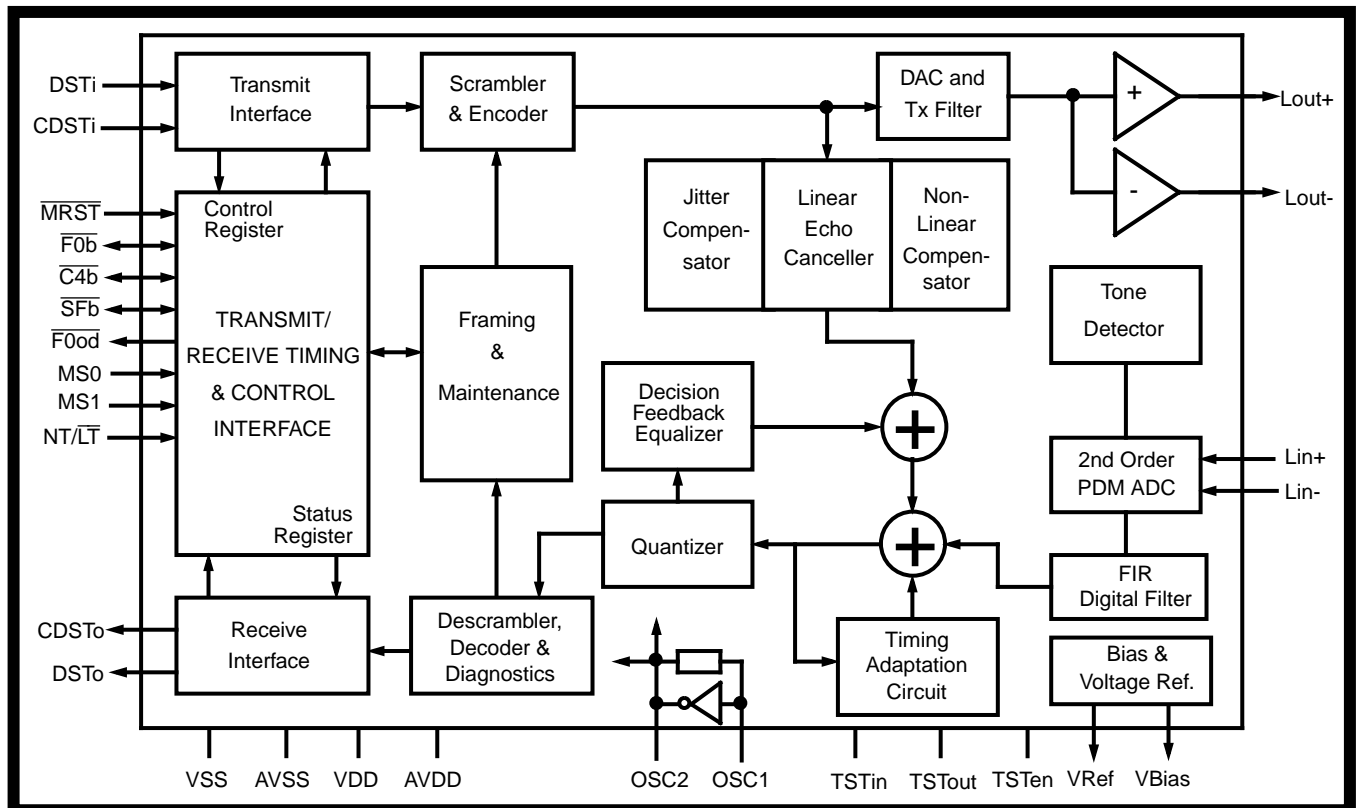 DSTi
CDSTi
Transmit
Interface
Scrambler
& Encoder
DAC and
Tx Filter
+
-
Lout+
Lout-
MRST
F0b
C4b
SFb
F0od
MS0
MS1
NT/LT
Control
Register
TRANSMIT/
RECEIVE TIMING
& CONTROL
INTERFACE
Status
Register
Framing
&
Maintenance
Jitter
Compen-
sator
Linear
Echo
Canceller
Non-
Linear
Compen-
sator
Tone
Detector
Decision
Feedback
Equalizer
+
2nd Order
PDM ADC
Lin+
Lin-
Quantizer
+
FIR
Digital Filter
CDSTo
DSTo
Receive
Interface
Descrambler,
Decoder &
Diagnostics
Timing
Adaptation
Circuit
Bias &
Voltage Ref.
VSS
AVSS
VDD
AVDD
OSC2
OSC1
TSTin
TSTout
TSTen
VRef
VBias